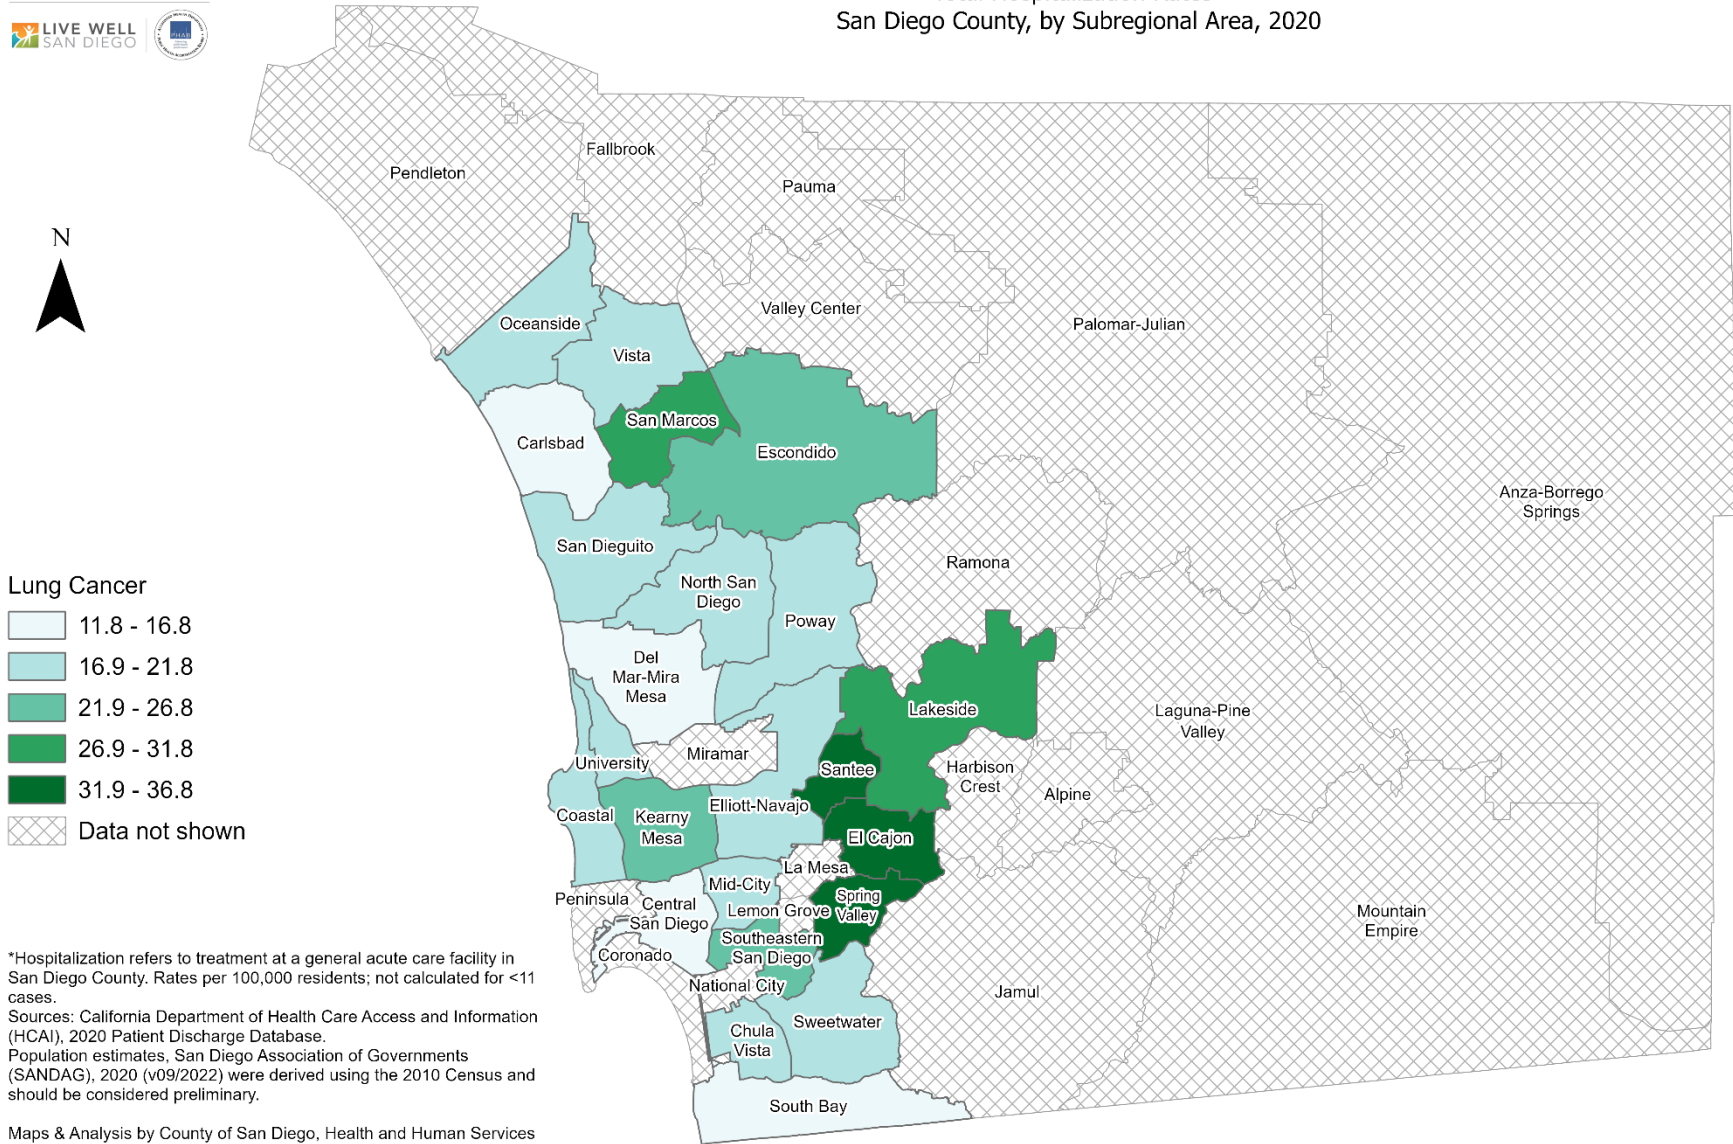 LIVE WELL
SAN DIEGO
PHAB
Total Hospitalization Rates*
San Diego County, by Subregional Area, 2020
N
Pendleton
Fallbrook
Pauma
Valley Center
Palomar-Julian
Oceanside
Vista
San Marcos
Carlsbad
Escondido
Anza-Borrego
Springs
San Dieguito
North San
Diego
Ramona
Poway
Del
Mar-Mira
Mesa
Lakeside
Laguna-Pine
Valley
Miramar
University
Santee
Harbison
Crest
Alpine
Elliott-Navajo
Coastal
Kearny
Mesa
El Cajon
La Mesa
Mid-City
Peninsula
Central
San Diego
Lemon Grove
Spring
Valley
Mountain
Empire
Southeastern
San Diego
Coronado
National City
Jamul
Sweetwater
Chula
Vista
South Bay
Lung Cancer
11.8 - 16.8
16.9 - 21.8
21.9 - 26.8
26.9 - 31.8
31.9 - 36.8
Data not shown
*Hospitalization refers to treatment at a general acute care facility in
San Diego County. Rates per 100,000 residents; not calculated for <11
cases.
Sources: California Department of Health Care Access and Information
(HCAI), 2020 Patient Discharge Database.
Population estimates, San Diego Association of Governments
(SANDAG), 2020 (v09/2022) were derived using the 2010 Census and
should be considered preliminary.
Maps & Analysis by County of San Diego, Health and Human Services